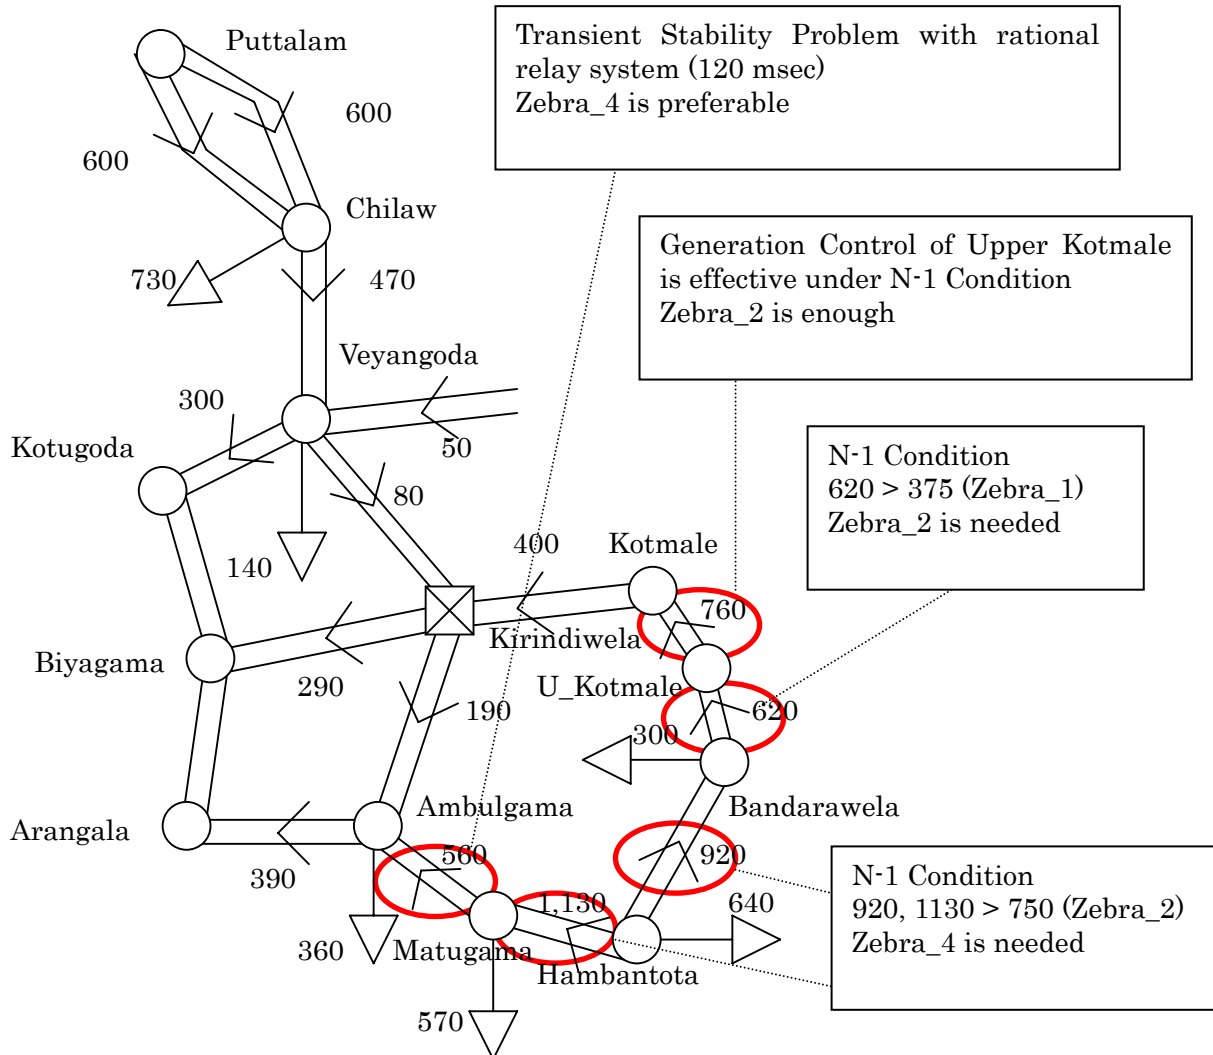 Puttalam
Transient Stability Problem with rational
relay system (120 msec)
Zebra_4 is preferable
600
600
Chilaw
730
470
Generation Control of Upper Kotmale
is effective under N-1 Condition
Zebra_2 is enough
Veyangoda
300
50
Kotugoda
80
N-1 Condition
620 > 375 (Zebra_1)
Zebra_2 is needed
140
400
Kotmale
760
Kirindiwela
Biyagama
290
U_Kotmale
190
620
300
Ambulgama
Bandarawela
Arangala
560
920
390
1,130
640
N-1 Condition
920, 1130 > 750 (Zebra_2)
Zebra_4 is needed
360
Matugama
Hambantota
570